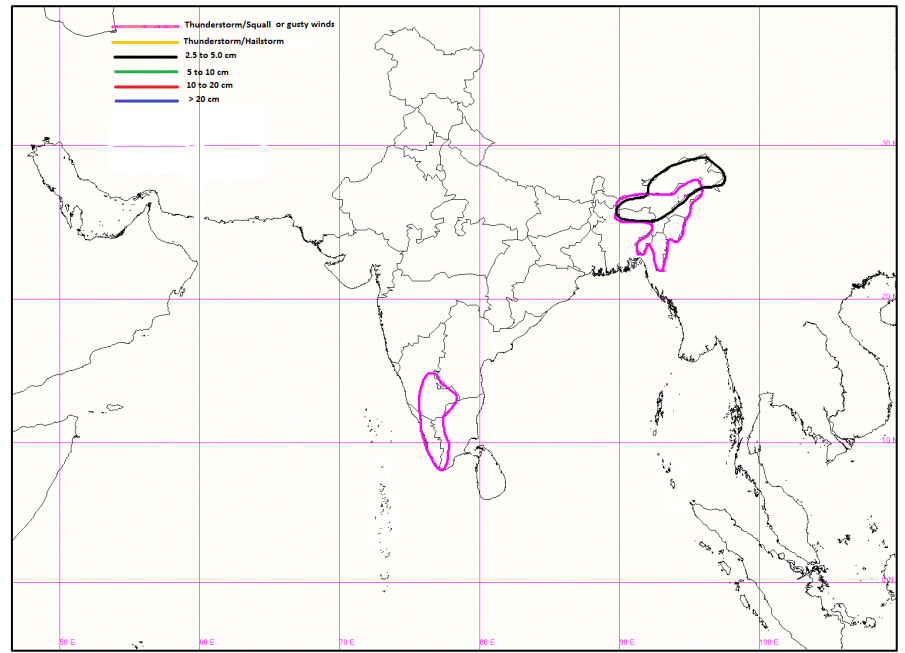 Thunderstorm/Squall or gusty winds
Thunderstorm/Hailstorm
2.5 to 5.0 cm
5 to 10 cm
10 to 20 cm
> 20 cm
30 N
20 N
10 N
50 E
60 E
70 E
80 E
90 E
100 E